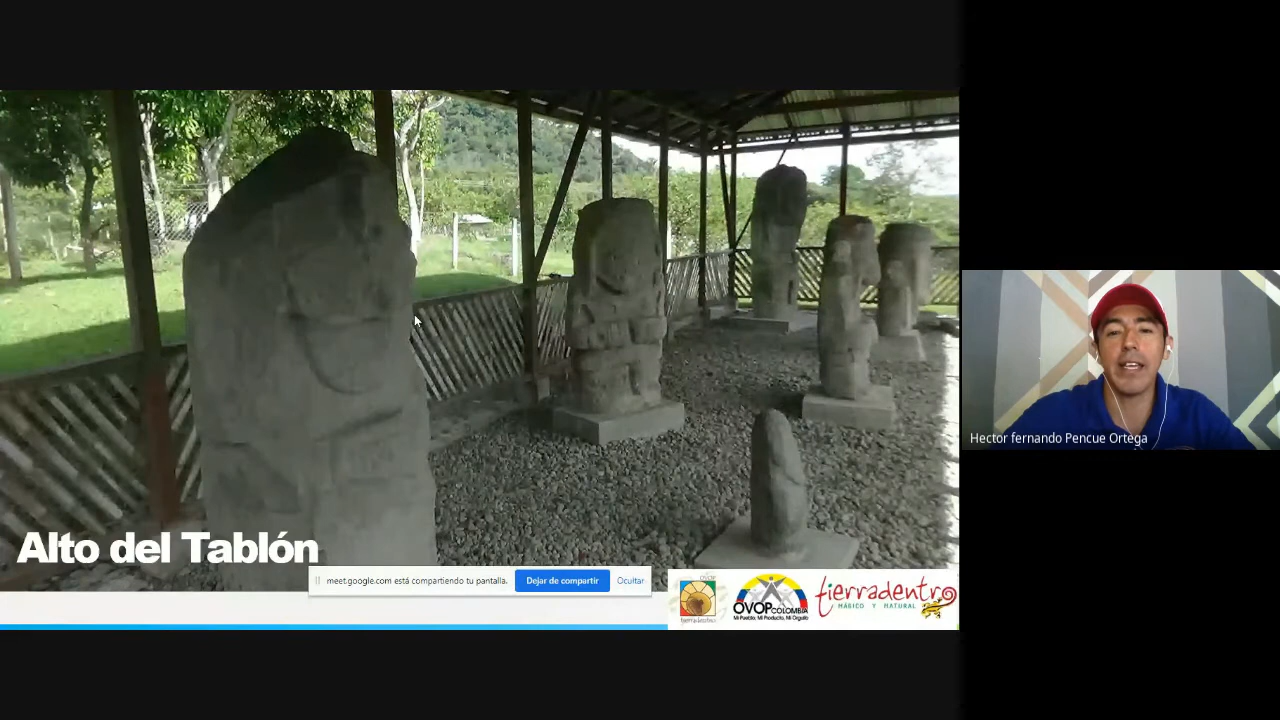 Alto del Tablón
meet.google.com está compartiendo tu pantalla.
Dejar de compartir
Ocultar
OVOP COLOMBIA
Mi Pueblo, Mi Producto, Mi Orgullo
tierradentro
MÁGICO Y NATURAL
Hector fernando Pencue Ortega